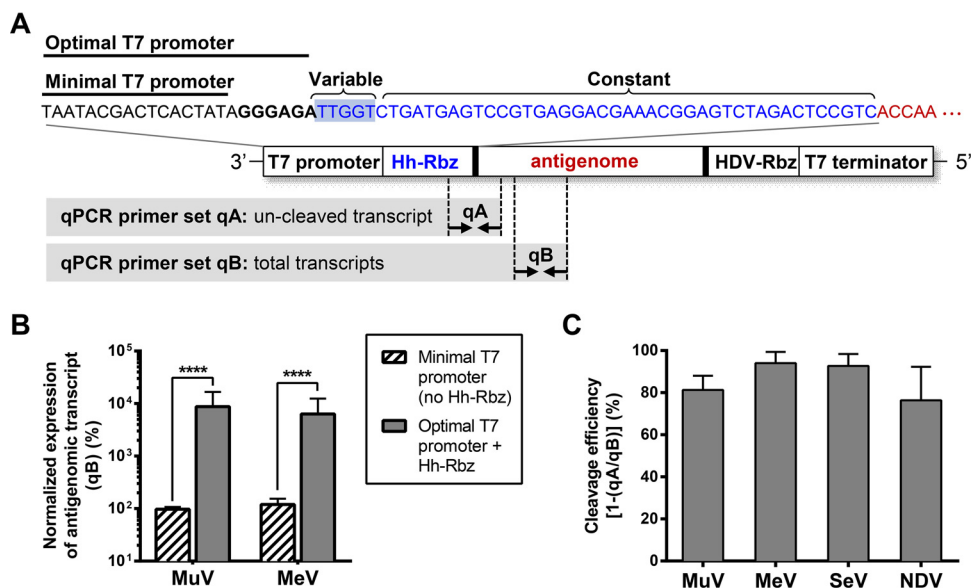 A
Optimal T7 promoter
Minimal T7 promoter
Variable
Constant
TAATACGACTCACTATAGGGAGATTGGTCTGATGAGTCCGTGAGGACGAAACGGAGTCTAGACTCCGTCACCAA ...
3’ T7 promoter Hh-Rbz antigenome HDV-Rbz T7 terminator 5’
qPCR primer set qA: un-cleaved transcript qA
qPCR primer set qB: total transcripts qB
B
Normalized expression
of antigenomic transcript
(qB) (%)
10^5
10^4
10^3
10^2
10^1
****
****
MuV MeV
Minimal T7
promoter
(no Hh-Rbz)
Optimal T7
promoter +
Hh-Rbz
C
Cleavage efficiency
[1-(qA/qB)] (%)
100
80
60
40
20
0
MuV MeV SeV NDV